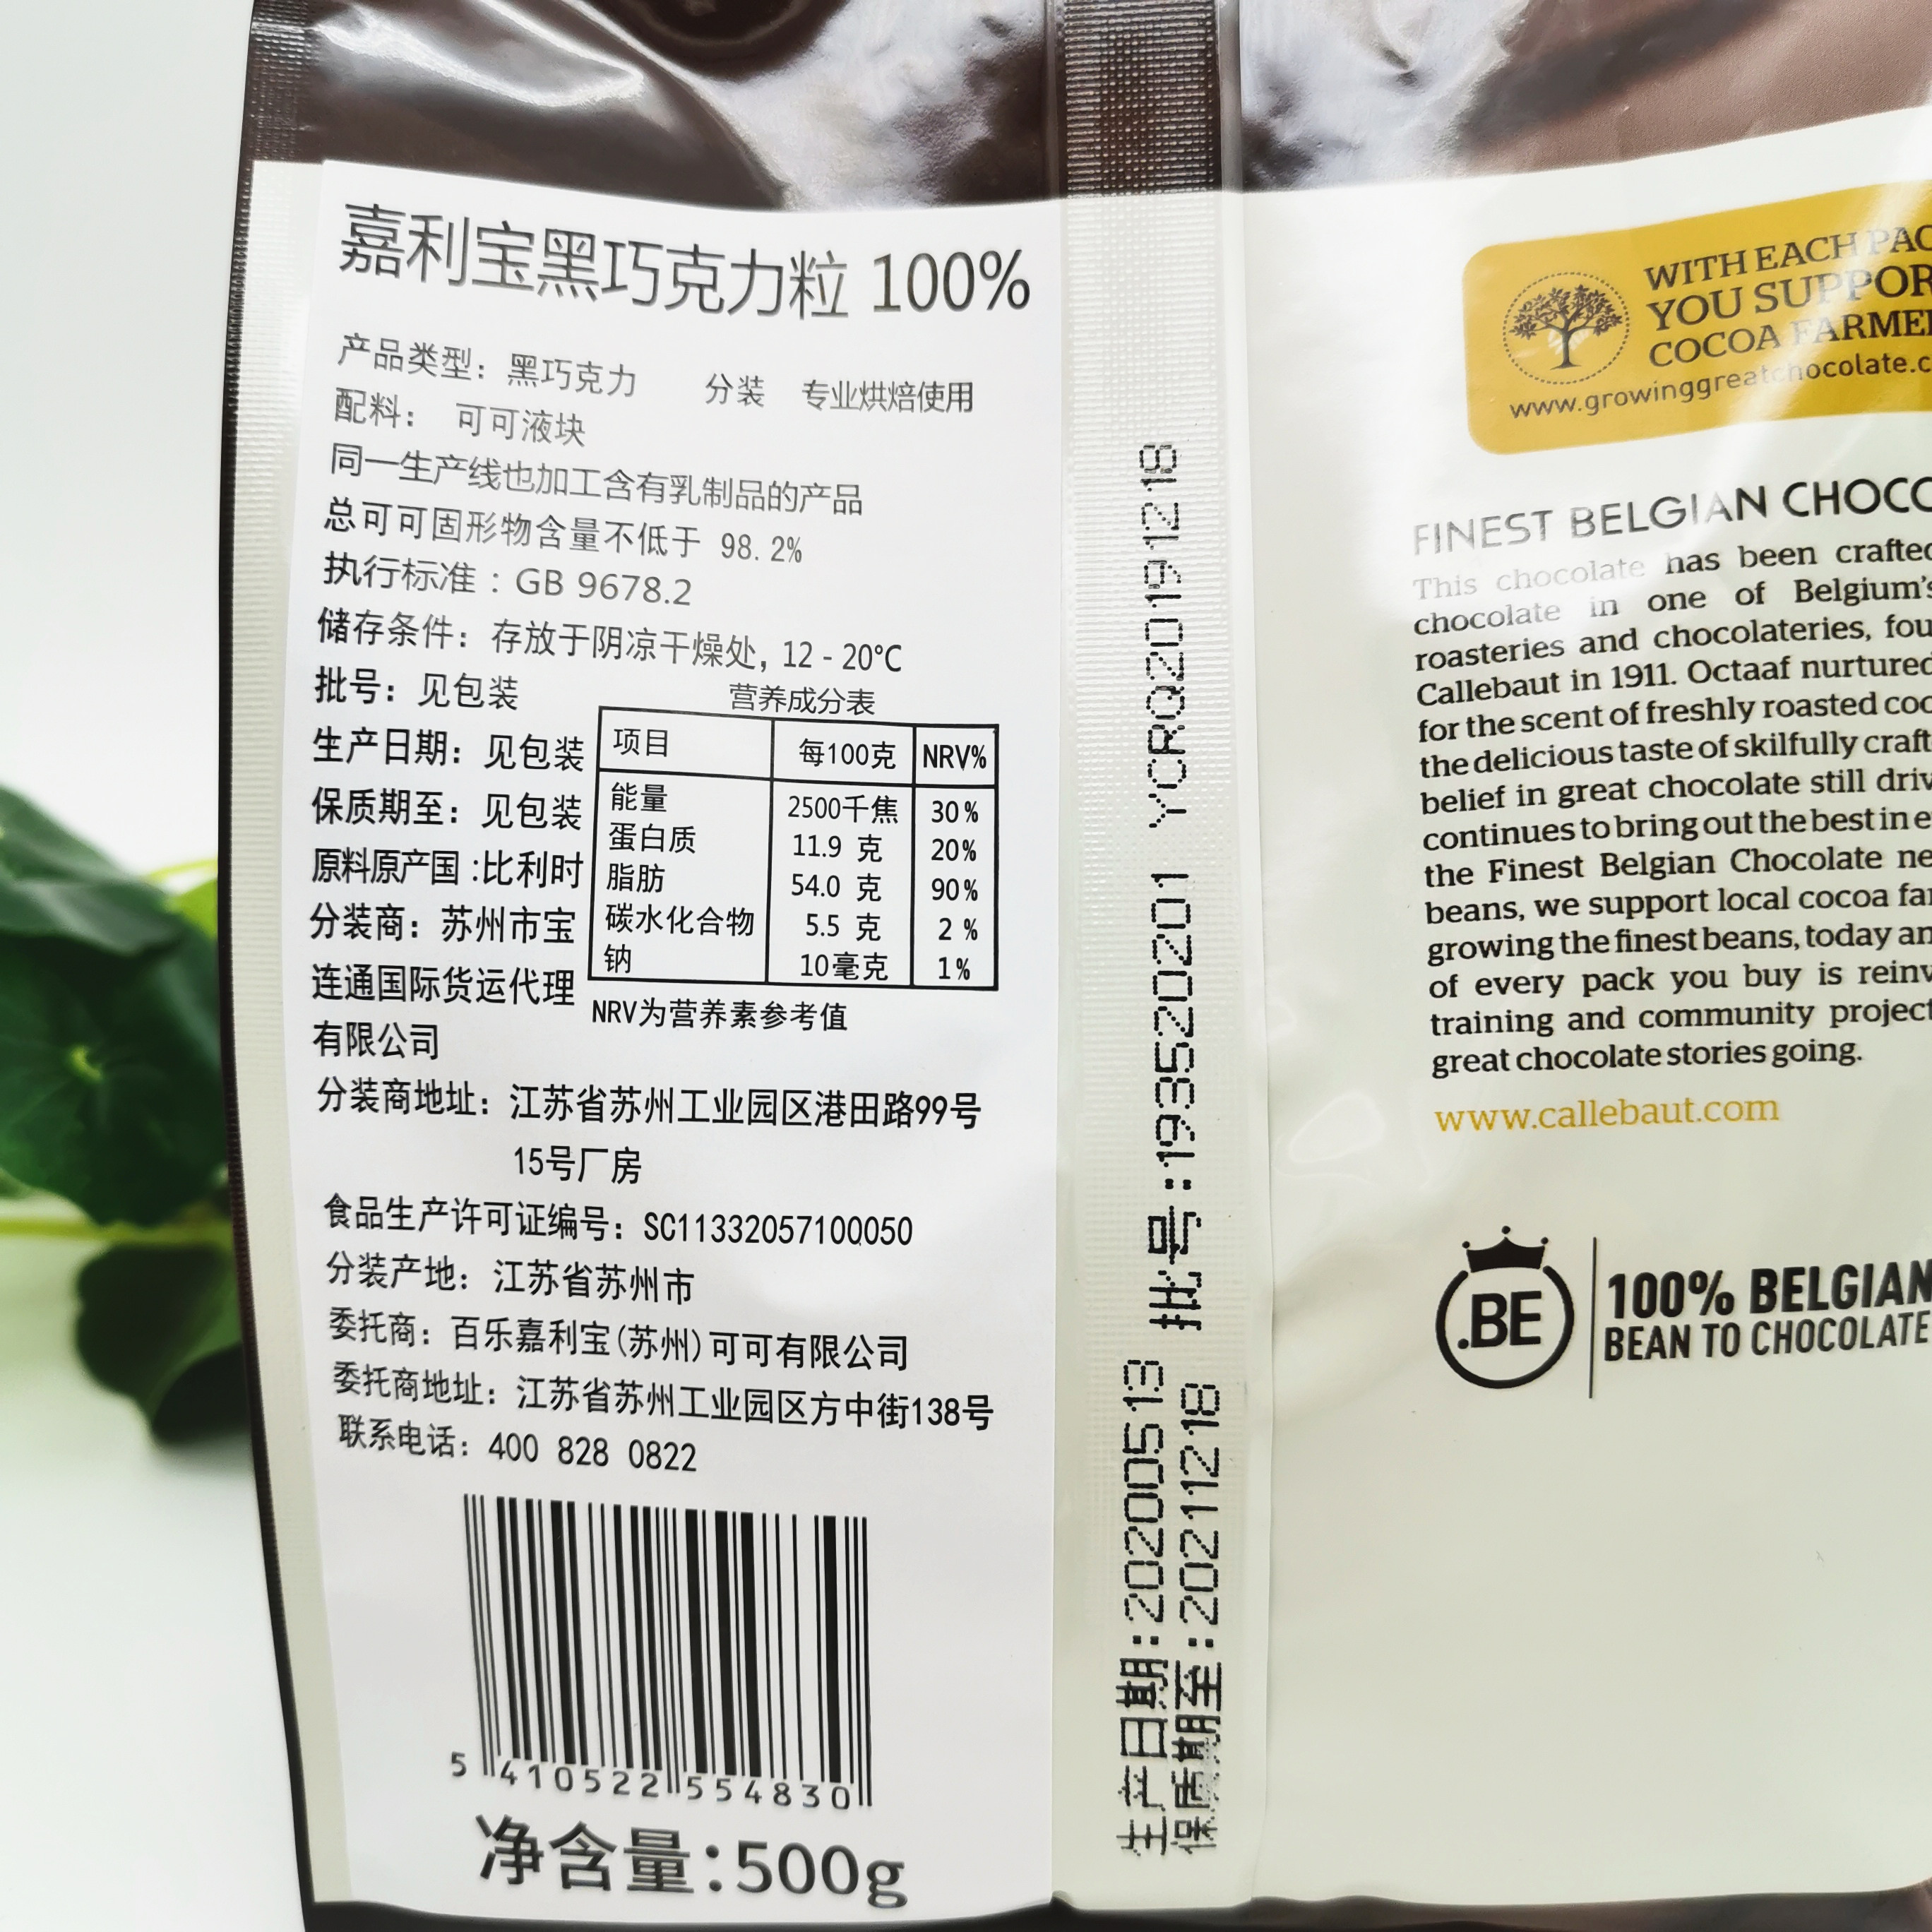 嘉利宝黑巧克力粒 100%
产品类型：黑巧克力 分装 专业烘焙使用
配料： 可可液块
同一生产线也加工含有乳制品的产品
总可可固形物含量不低于 98.2%
执行标准：GB 9678.2
储存条件：存放于阴凉干燥处，12 - 20℃
批号：见包装
生产日期：见包装
保质期至：见包装
原料原产国:比利时
分装商：苏州市宝
连通国际货运代理
有限公司
营养成分表
项目 每100克 NRV%
能量 2500千焦 30%
蛋白质 11.9 克 20%
脂肪 54.0 克 90%
碳水化合物 5.5 克 2 %
钠 10毫克 1%
NRV为营养素参考值
分装商地址：江苏省苏州工业园区港田路99号
15号厂房
食品生产许可证编号：SC11332057100050
分装产地：江苏省苏州市
委托商：百乐嘉利宝(苏州)可可有限公司
委托商地址：江苏省苏州工业园区方中街138号
联系电话：400 828 0822
5 410522 554830
净含量:500g
生产日期:20200513 批号:193520201 YCRQ20191218
保质期至:20211218
WITH EACH PAC
YOU SUPPOR
COCOA FARME
www.growinggreatchocolate.c
FINEST BELGIAN CHOCO
This chocolate has been crafted
chocolate in one of Belgium's
roasteries and chocolateries, fou
Callebaut in 1911. Octaaf nurtured
for the scent of freshly roasted coc
the delicious taste of skilfully craft
belief in great chocolate still driv
continues to bring out the best in e
the Finest Belgian Chocolate ne
beans, we support local cocoa far
growing the finest beans, today an
of every pack you buy is reinv
training and community project
great chocolate stories going.
www.callebaut.com
.BE 100% BELGIAN
BEAN TO CHOCOLATE